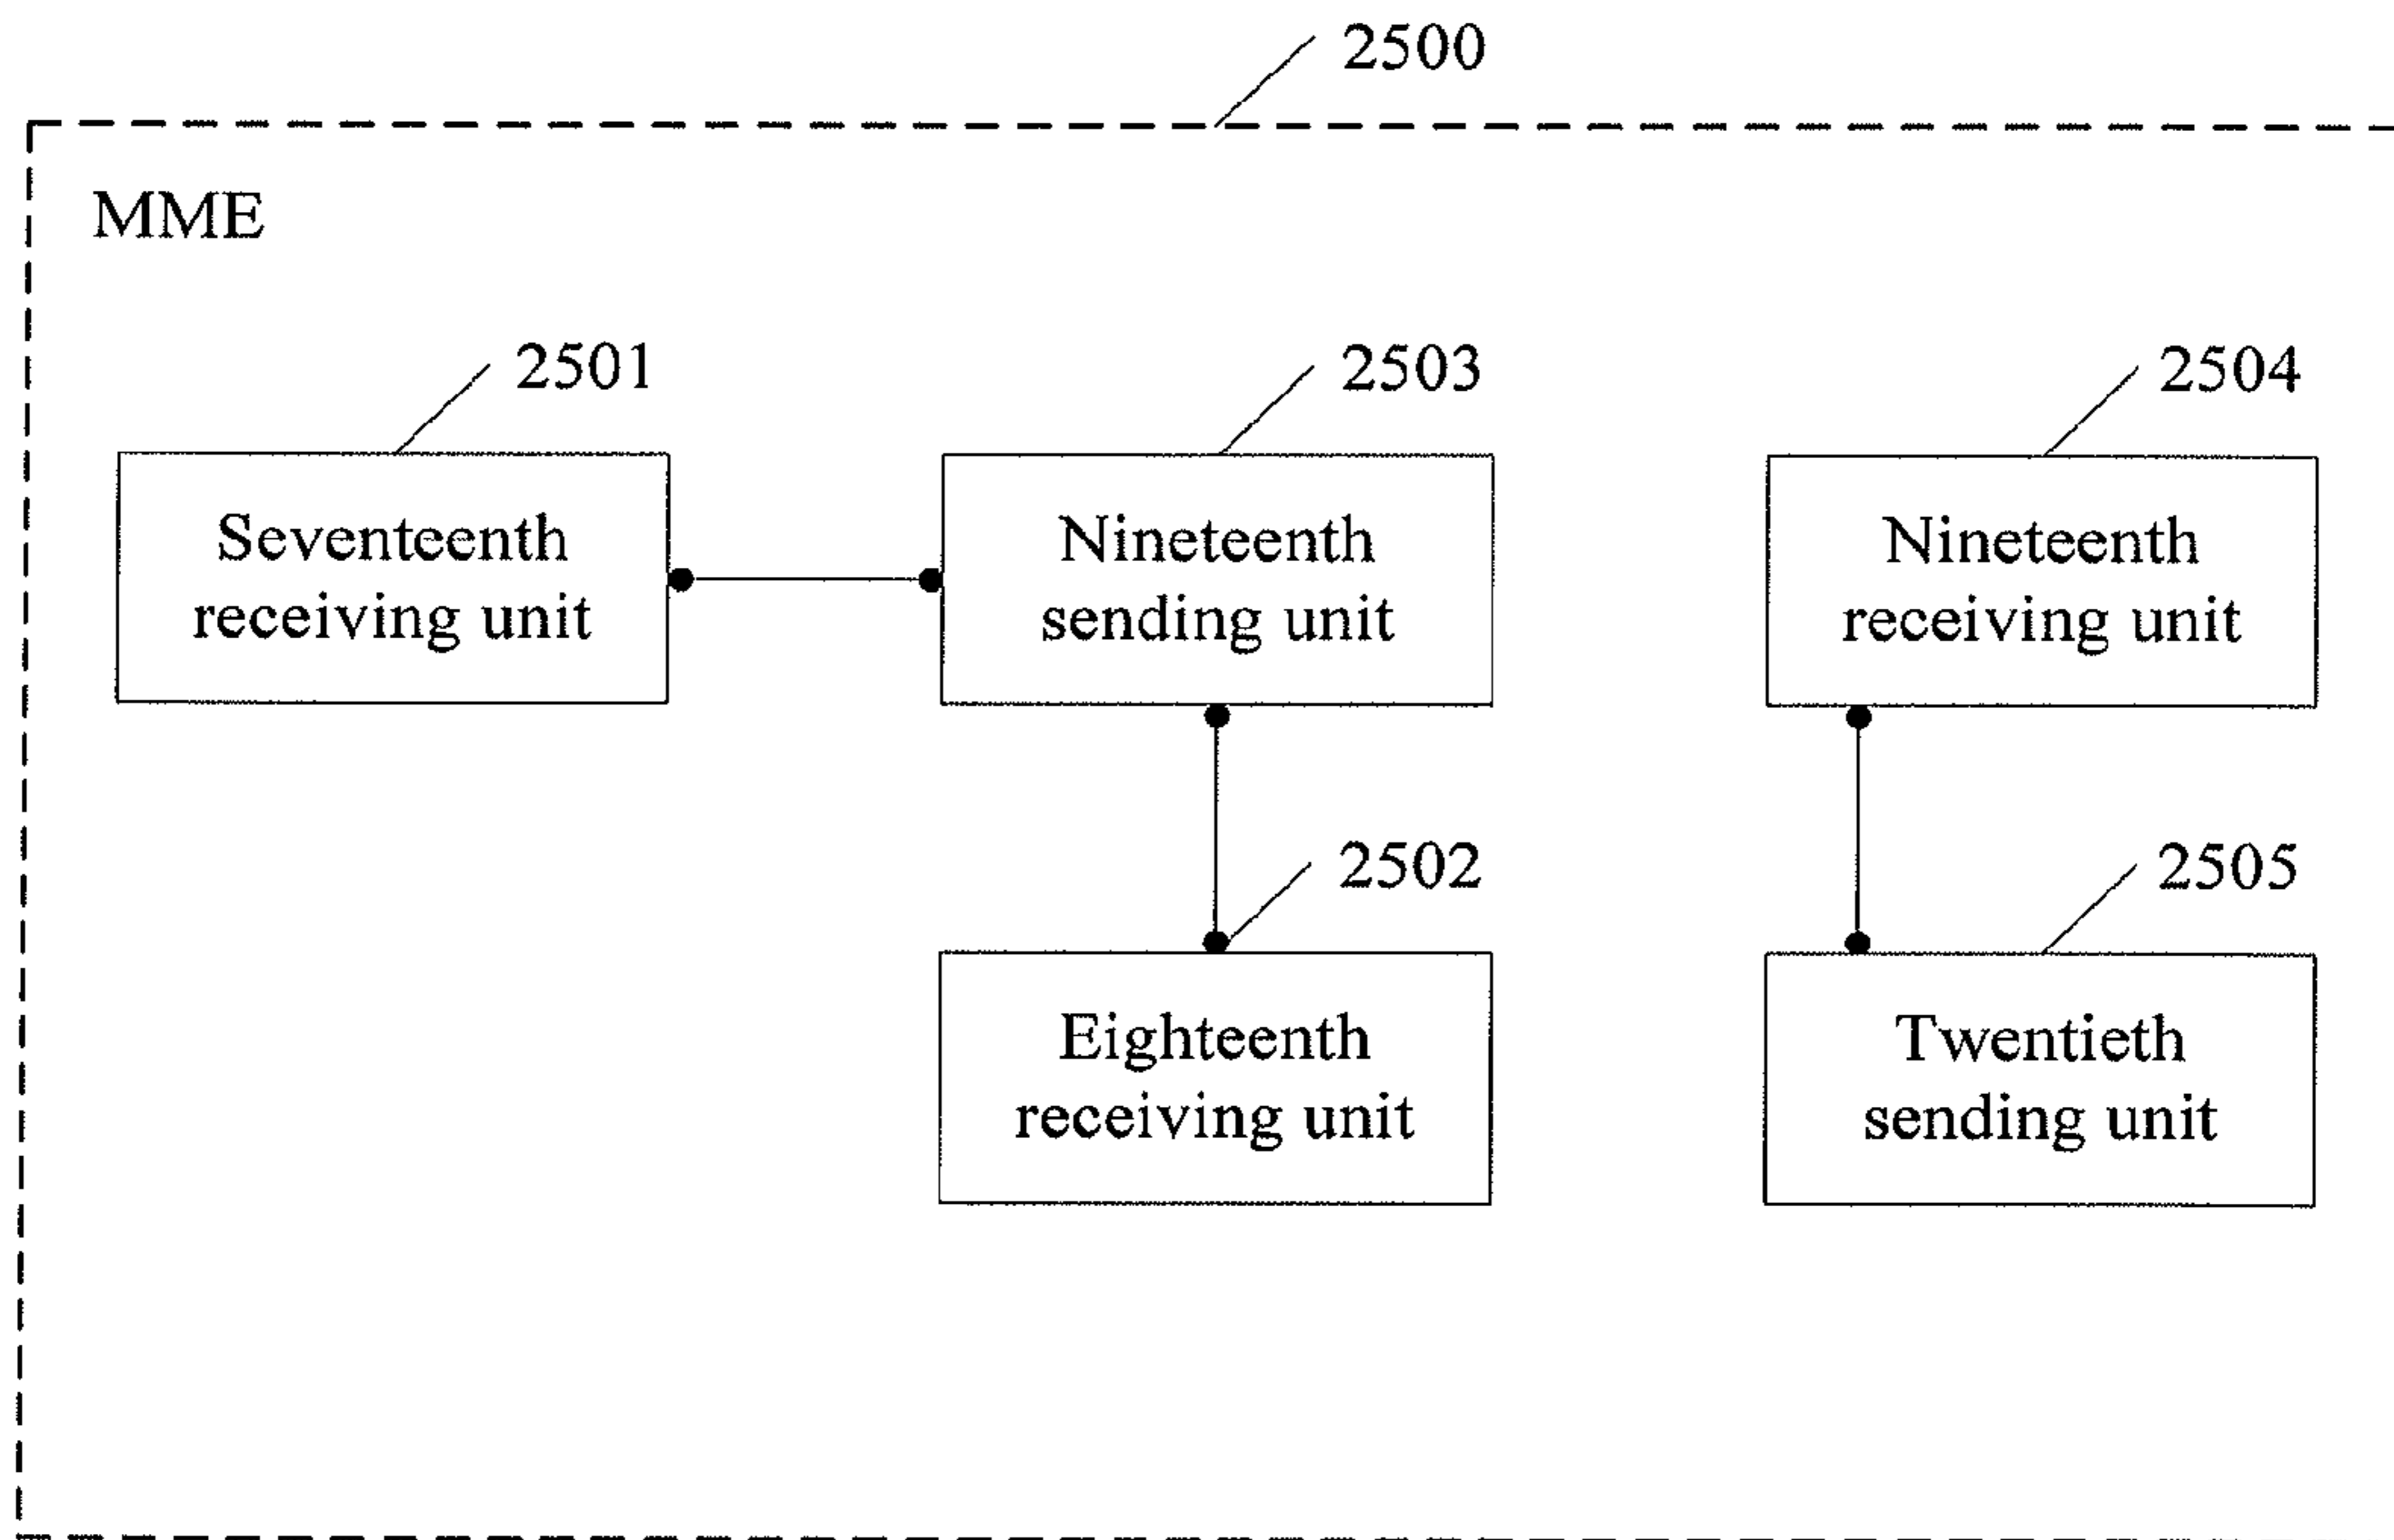 2500
MME
2501
2503
2504
Seventeenth
receiving unit
Nineteenth
sending unit
Nineteenth
receiving unit
2502
2505
Eighteenth
receiving unit
Twentieth
sending unit